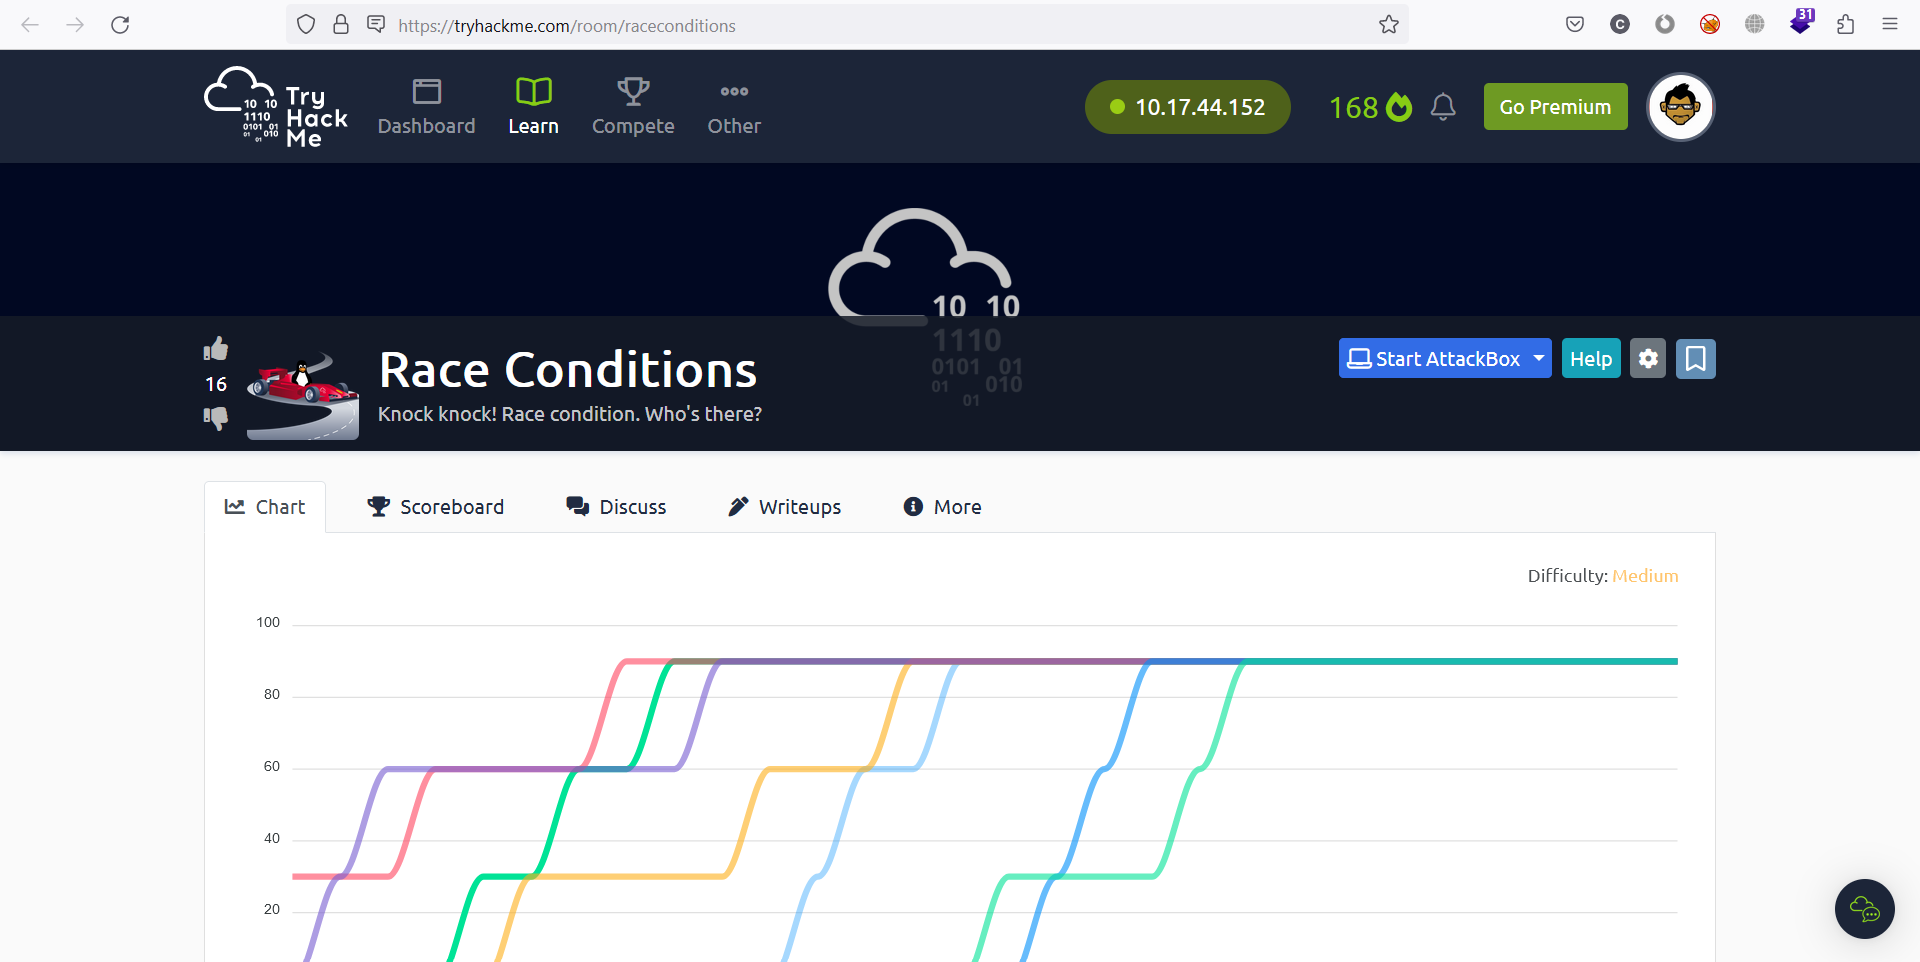 31
https://tryhackme.com/room/raceconditions
10 10
1110
0101 01
01 010
01
Try
Hack
Me
Dashboard
Learn
Compete
Other
10.17.44.152
168
Go Premium
10 10
1110
0101 01
01 010
01
16
Race Conditions
Knock knock! Race condition. Who's there?
Start AttackBox
Help
Chart
Scoreboard
Discuss
Writeups
More
Difficulty: Medium
100
80
60
40
20